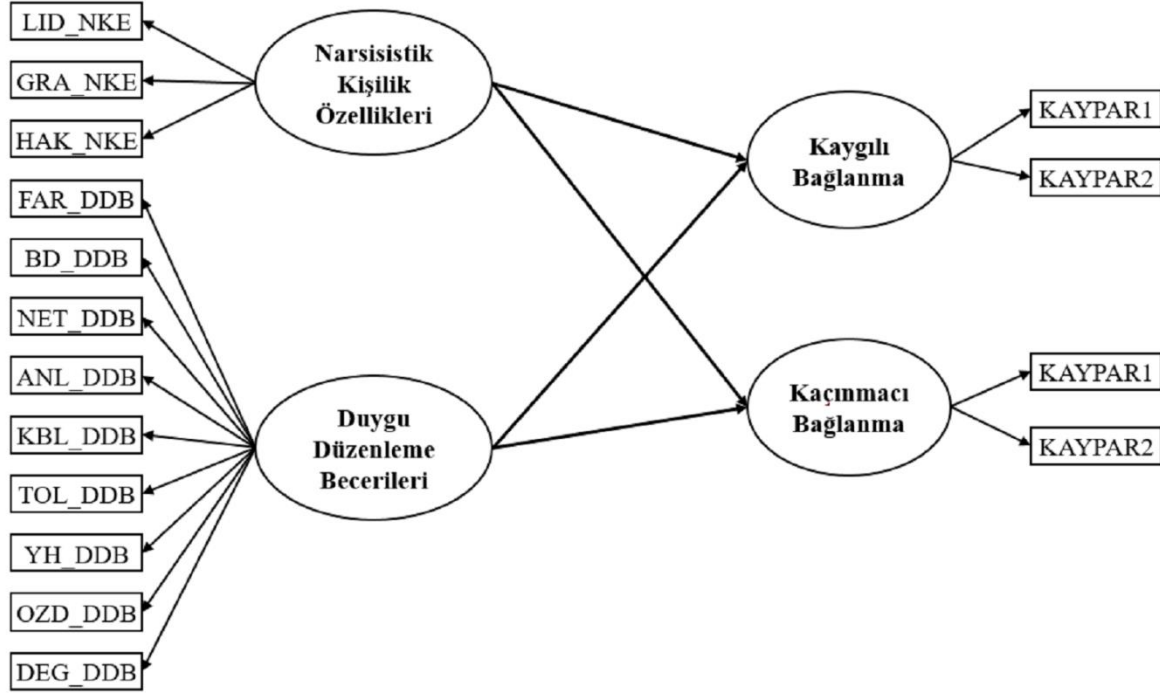 LID_NKE
GRA_NKE
HAK_NKE
FAR_DDB
BD_DDB
NET_DDB
ANL_DDB
KBL_DDB
TOL_DDB
YH_DDB
OZD_DDB
DEG_DDB
Narsisistik
Kişilik
Özellikleri
Duygu
Düzenleme
Becerileri
Kaygılı
Bağlanma
Kaçınmacı
Bağlanma
KAYPAR1
KAYPAR2
KAYPAR1
KAYPAR2